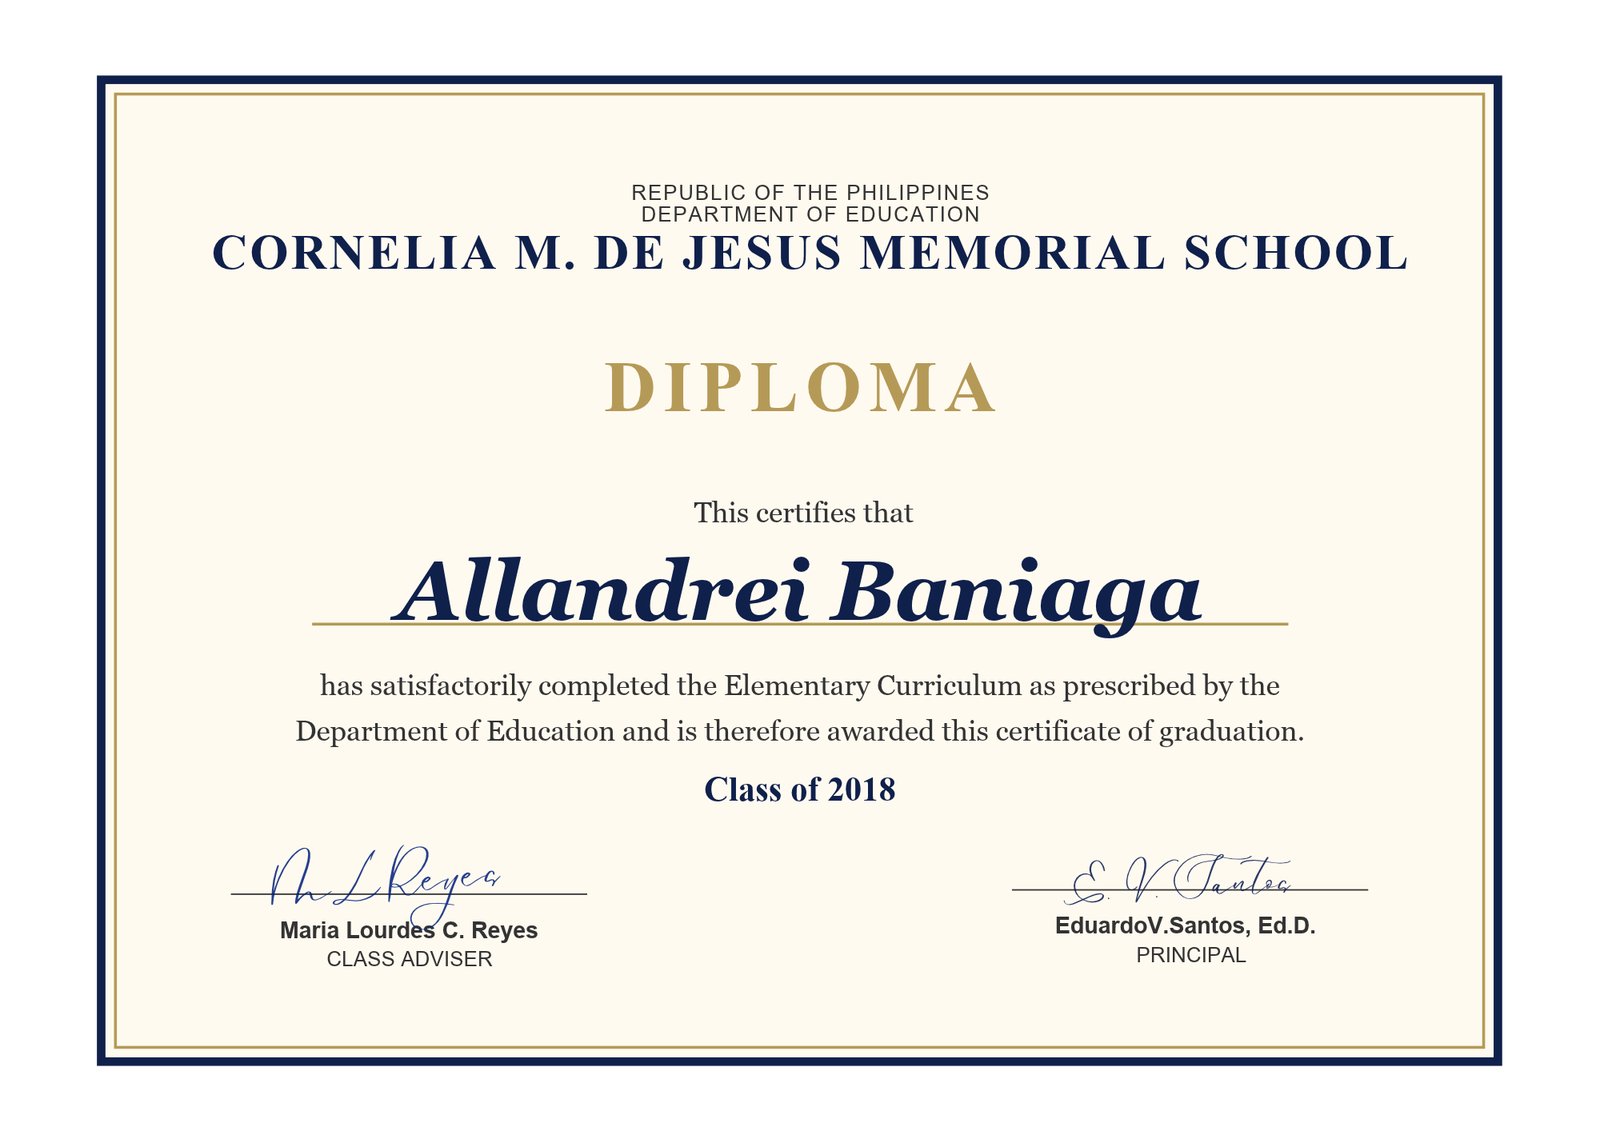 REPUBLIC OF THE PHILIPPINES
DEPARTMENT OF EDUCATION
CORNELIA M. DE JESUS MEMORIAL SCHOOL
DIPLOMA
This certifies that
Allandrei Baniaga
has satisfactorily completed the Elementary Curriculum as prescribed by the
Department of Education and is therefore awarded this certificate of graduation.
Class of 2018
M L Reyes
Maria Lourdes C. Reyes
CLASS ADVISER
E. V. Santos
EduardoV.Santos, Ed.D.
PRINCIPAL